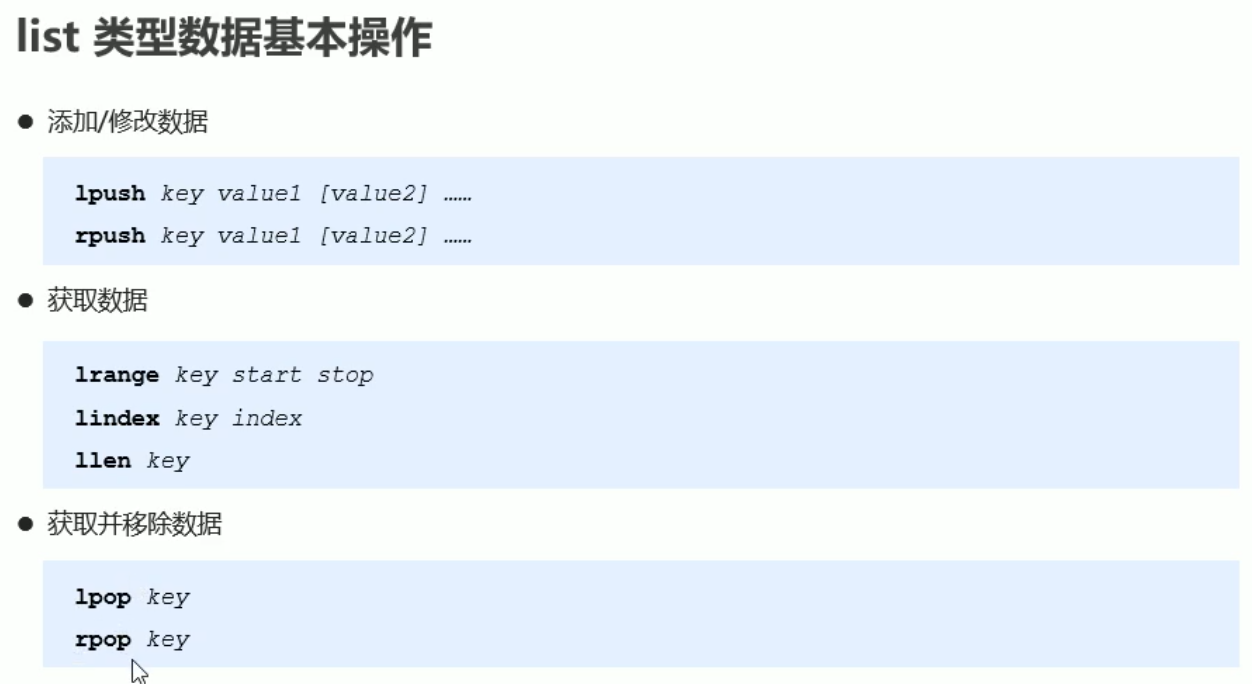 list 类型数据基本操作
● 添加/修改数据
lpush key value1 [value2] ……
rpush key value1 [value2] ……
● 获取数据
lrange key start stop
lindex key index
llen key
● 获取并移除数据
lpop key
rpop key